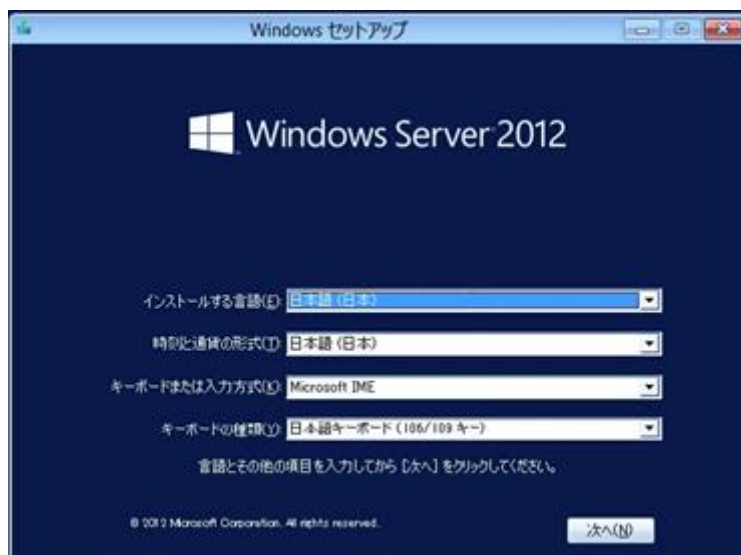 Windows セットアップ
Windows Server 2012
インストールする言語(E): 日本語 (日本)
時刻と通貨の形式(T): 日本語 (日本)
キーボードまたは入力方式(K): Microsoft IME
キーボードの種類(Y): 日本語キーボード (106/109 キー)
言語とその他の項目を入力してから [次へ] をクリックしてください。
© 2012 Microsoft Corporation. All rights reserved.
次へ(N)